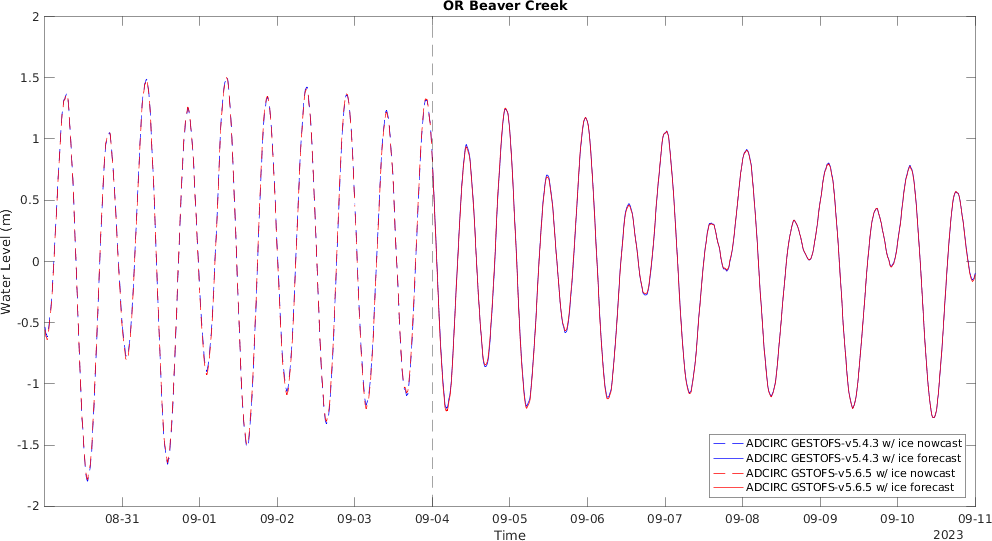 OR Beaver Creek
2
1.5
1
0.5
0
-0.5
-1
-1.5
-2
Water Level (m)
ADCIRC GESTOFS-v5.4.3 w/ ice nowcast
ADCIRC GESTOFS-v5.4.3 w/ ice forecast
ADCIRC GSTOFS-v5.6.5 w/ ice nowcast
ADCIRC GSTOFS-v5.6.5 w/ ice forecast
08-31 09-01 09-02 09-03 09-04 09-05 09-06 09-07 09-08 09-09 09-10 09-11
Time
2023